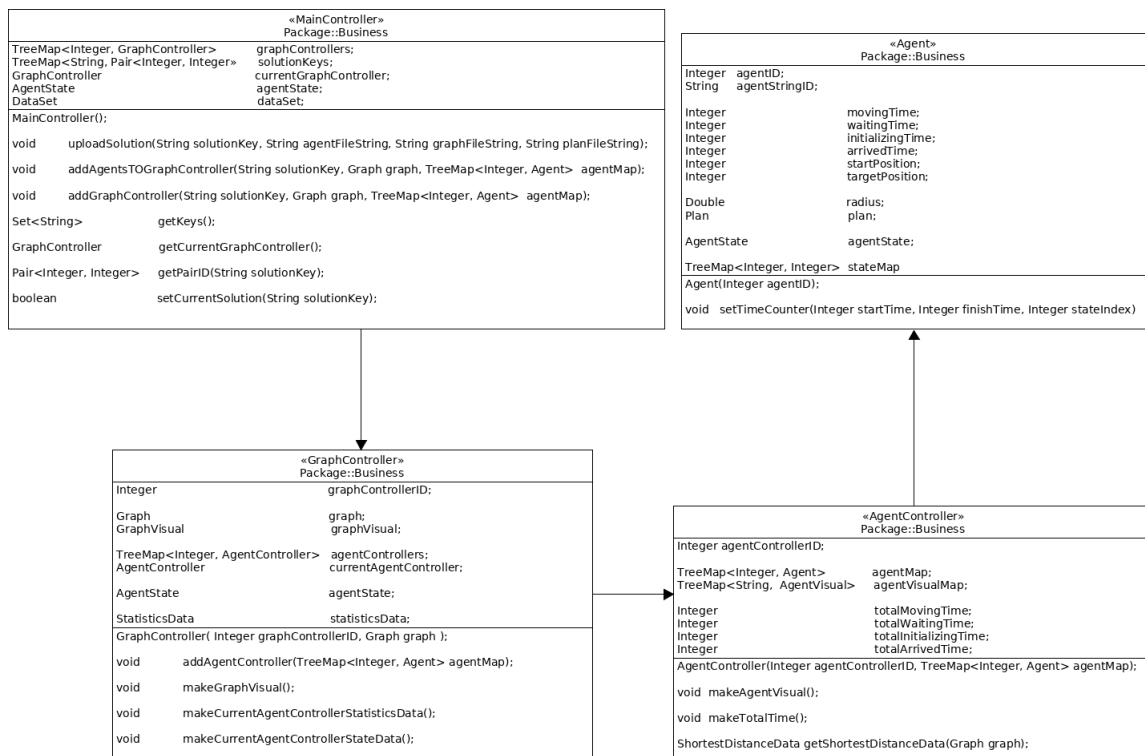 «MainController»
Package::Business
TreeMap<Integer, GraphController> graphControllers;
TreeMap<String, Pair<Integer, Integer» solutionKeys;
GraphController currentGraphController;
AgentState agentState;
DataSet dataSet;
MainController();
void uploadSolution(String solutionKey, String agentFileString, String graphFileString, String planFileString);
void addAgentsTOGraphController(String solutionKey, Graph graph, TreeMap<Integer, Agent> agentMap);
void addGraphController(String solutionKey, Graph graph, TreeMap<Integer, Agent> agentMap);
Set<String> getKeys();
GraphController getCurrentGraphController();
Pair<Integer, Integer> getPairID(String solutionKey);
boolean setCurrentSolution(String solutionKey);
«Agent»
Package::Business
Integer agentID;
String agentStringID;
Integer movingTime;
Integer waitingTime;
Integer initializingTime;
Integer arrivedTime;
Integer startPosition;
Integer targetPosition;
Double radius;
Plan plan;
AgentState agentState;
TreeMap<Integer, Integer> stateMap
Agent(Integer agentID);
void setTimeCounter(Integer startTime, Integer finishTime, Integer stateIndex)
«GraphController»
Package::Business
Integer graphControllerID;
Graph graph;
GraphVisual graphVisual;
TreeMap<Integer, AgentController> agentControllers;
AgentController currentAgentController;
AgentState agentState;
StatisticsData statisticsData;
GraphController( Integer graphControllerID, Graph graph );
void addAgentController(TreeMap<Integer, Agent> agentMap);
void makeGraphVisual();
void makeCurrentAgentControllerStatisticsData();
void makeCurrentAgentControllerStateData();
«AgentController»
Package::Business
Integer agentControllerID;
TreeMap<Integer, Agent> agentMap;
TreeMap<String, AgentVisual> agentVisualMap;
Integer totalMovingTime;
Integer totalWaitingTime;
Integer totalInitializingTime;
Integer totalArrivedTime;
AgentController(Integer agentControllerID, TreeMap<Integer, Agent> agentMap);
void makeAgentVisual();
void makeTotalTime();
ShortestDistanceData getShortestDistanceData(Graph graph);